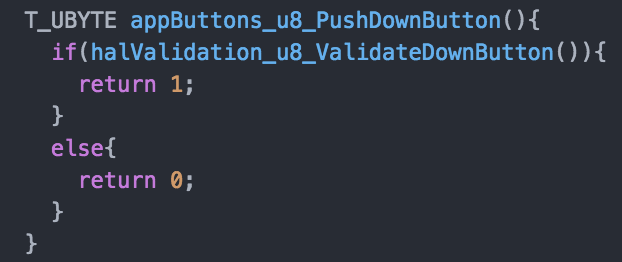 T_UBYTE appButtons_u8_PushDownButton(){
  if(halValidation_u8_ValidateDownButton()){
    return 1;
  }
  else{
    return 0;
  }
}